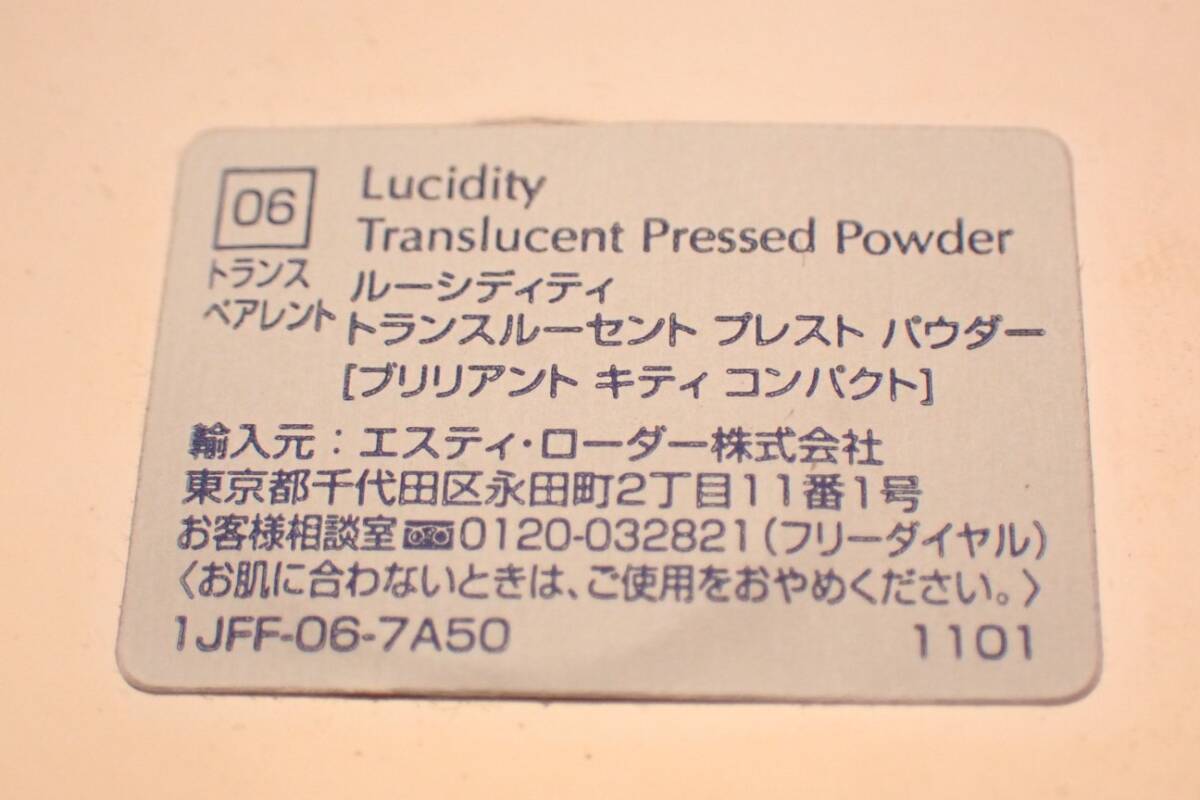 06
トランス
ペアレント
Lucidity
Translucent Pressed Powder
ルーシディティ
トランスルーセント プレスト パウダー
[ブリリアント キティ コンパクト]
輸入元：エスティ・ローダー株式会社
東京都千代田区永田町2丁目11番1号
お客様相談室 0120-032821(フリーダイヤル)
〈お肌に合わないときは、ご使用をおやめください。〉
1JFF-06-7A50
1101